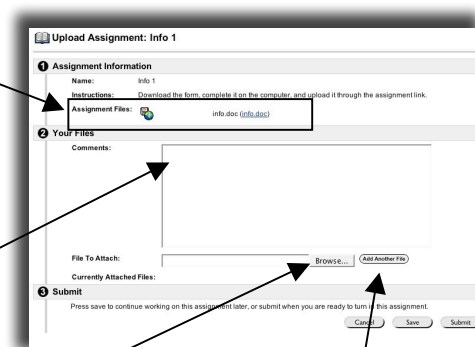 Upload Assignment: Info 1
1 Assignment Information
Name: Info 1
Instructions: Download the form, complete it on the computer, and upload it through the assignment link.
Assignment Files: info.doc (info.doc)
2 Your Files
Comments:
File To Attach: Browse... Add Another File
Currently Attached Files:
3 Submit
Press save to continue working on this assignment later, or submit when you are ready to turn in this assignment.
Cancel Save Submit